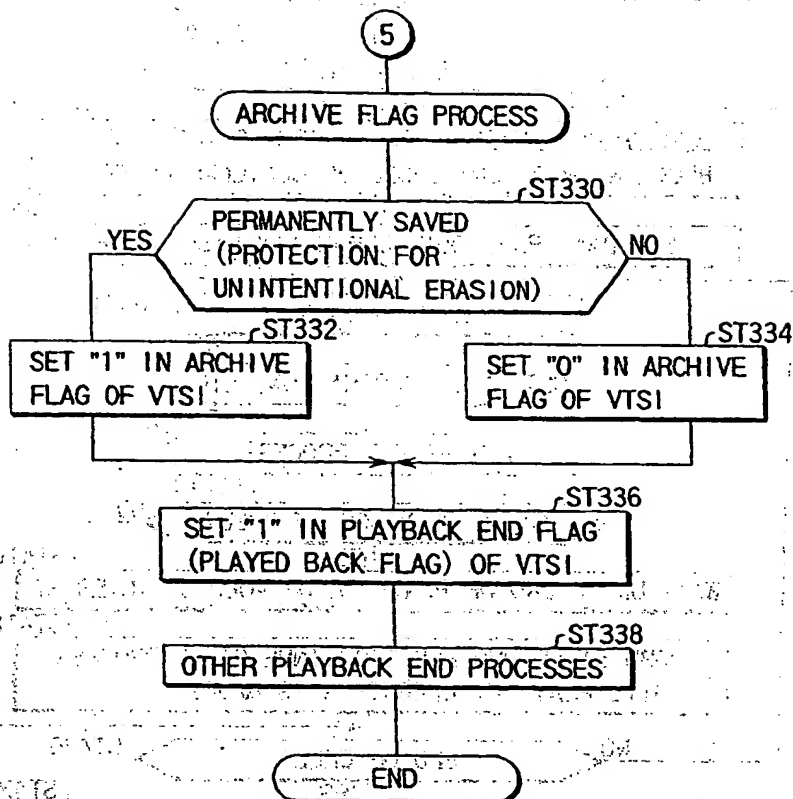 5
ARCHIVE FLAG PROCESS
ST330
PERMANENTLY SAVED
(PROTECTION FOR
UNINTENTIONAL ERASION)
YES
NO
ST332
SET "1" IN ARCHIVE
FLAG OF VTSI
ST334
SET "0" IN ARCHIVE
FLAG OF VTSI
ST336
SET "1" IN PLAYBACK END FLAG
(PLAYED BACK FLAG) OF VTSI
ST338
OTHER PLAYBACK END PROCESSES
END